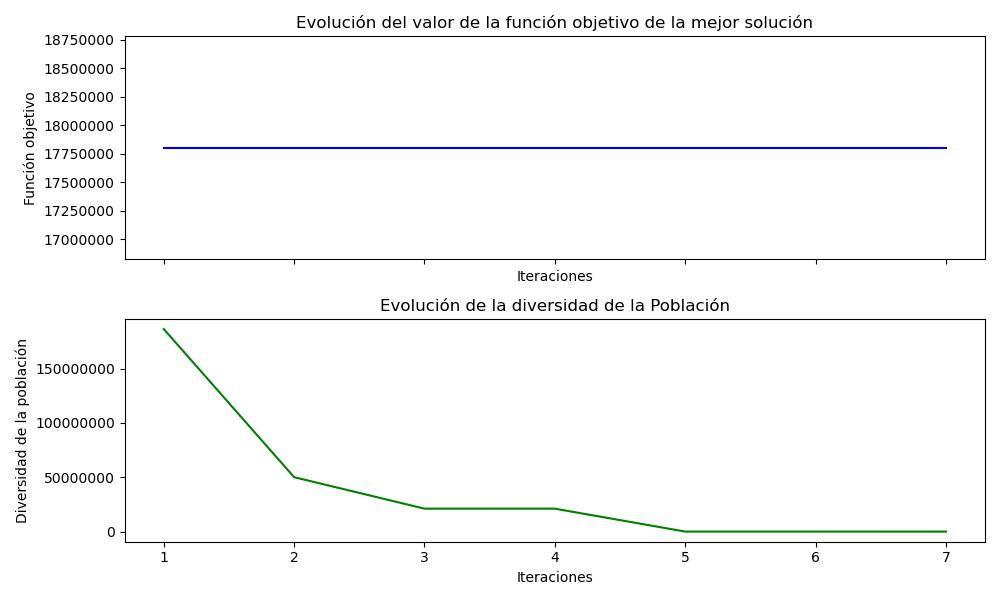 Evolución del valor de la función objetivo de la mejor solución
18750000
18500000
18250000
18000000
17750000
17500000
17250000
17000000
Función objetivo
Iteraciones
Evolución de la diversidad de la Población
150000000
100000000
50000000
0
Diversidad de la población
1 2 3 4 5 6 7
Iteraciones